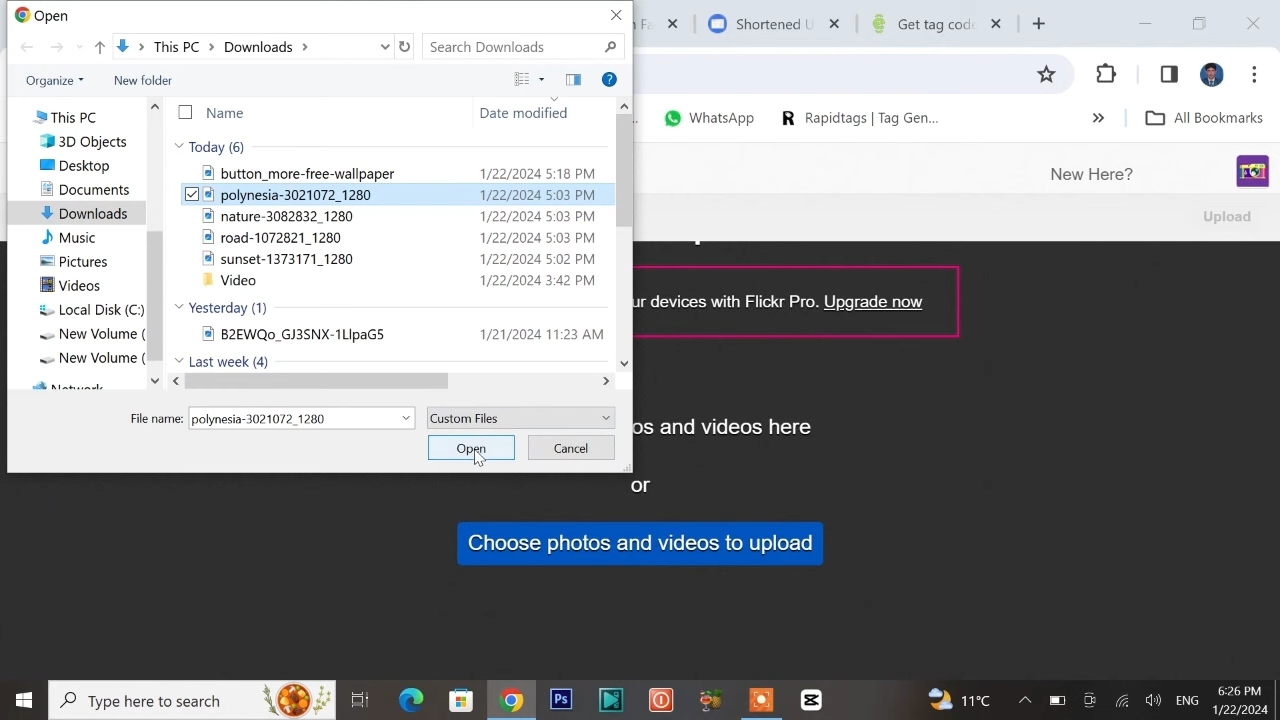 Open
Shortened U
Get tag code
This PC
Downloads
Search Downloads
Organize
New folder
WhatsApp
Rapidtags | Tag Gen...
All Bookmarks
This PC
3D Objects
Desktop
Documents
Downloads
Music
Pictures
Videos
Local Disk (C:)
New Volume (
New Volume (
Network
Name
Date modified
Today (6)
button_more-free-wallpaper 1/22/2024 5:18 PM
polynesia-3021072_1280 1/22/2024 5:03 PM
nature-3082832_1280 1/22/2024 5:03 PM
road-1072821_1280 1/22/2024 5:03 PM
sunset-1373171_1280 1/22/2024 5:02 PM
Video 1/22/2024 3:42 PM
Yesterday (1)
B2EWQo_GJ3SNX-1LlpaG5 1/21/2024 11:23 AM
Last week (4)
File name: polynesia-3021072_1280
Custom Files
Open
Cancel
New Here?
Upload
ur devices with Flickr Pro. Upgrade now
os and videos here
or
Choose photos and videos to upload
Type here to search
Ps
11°C
ENG
6:26 PM
1/22/2024